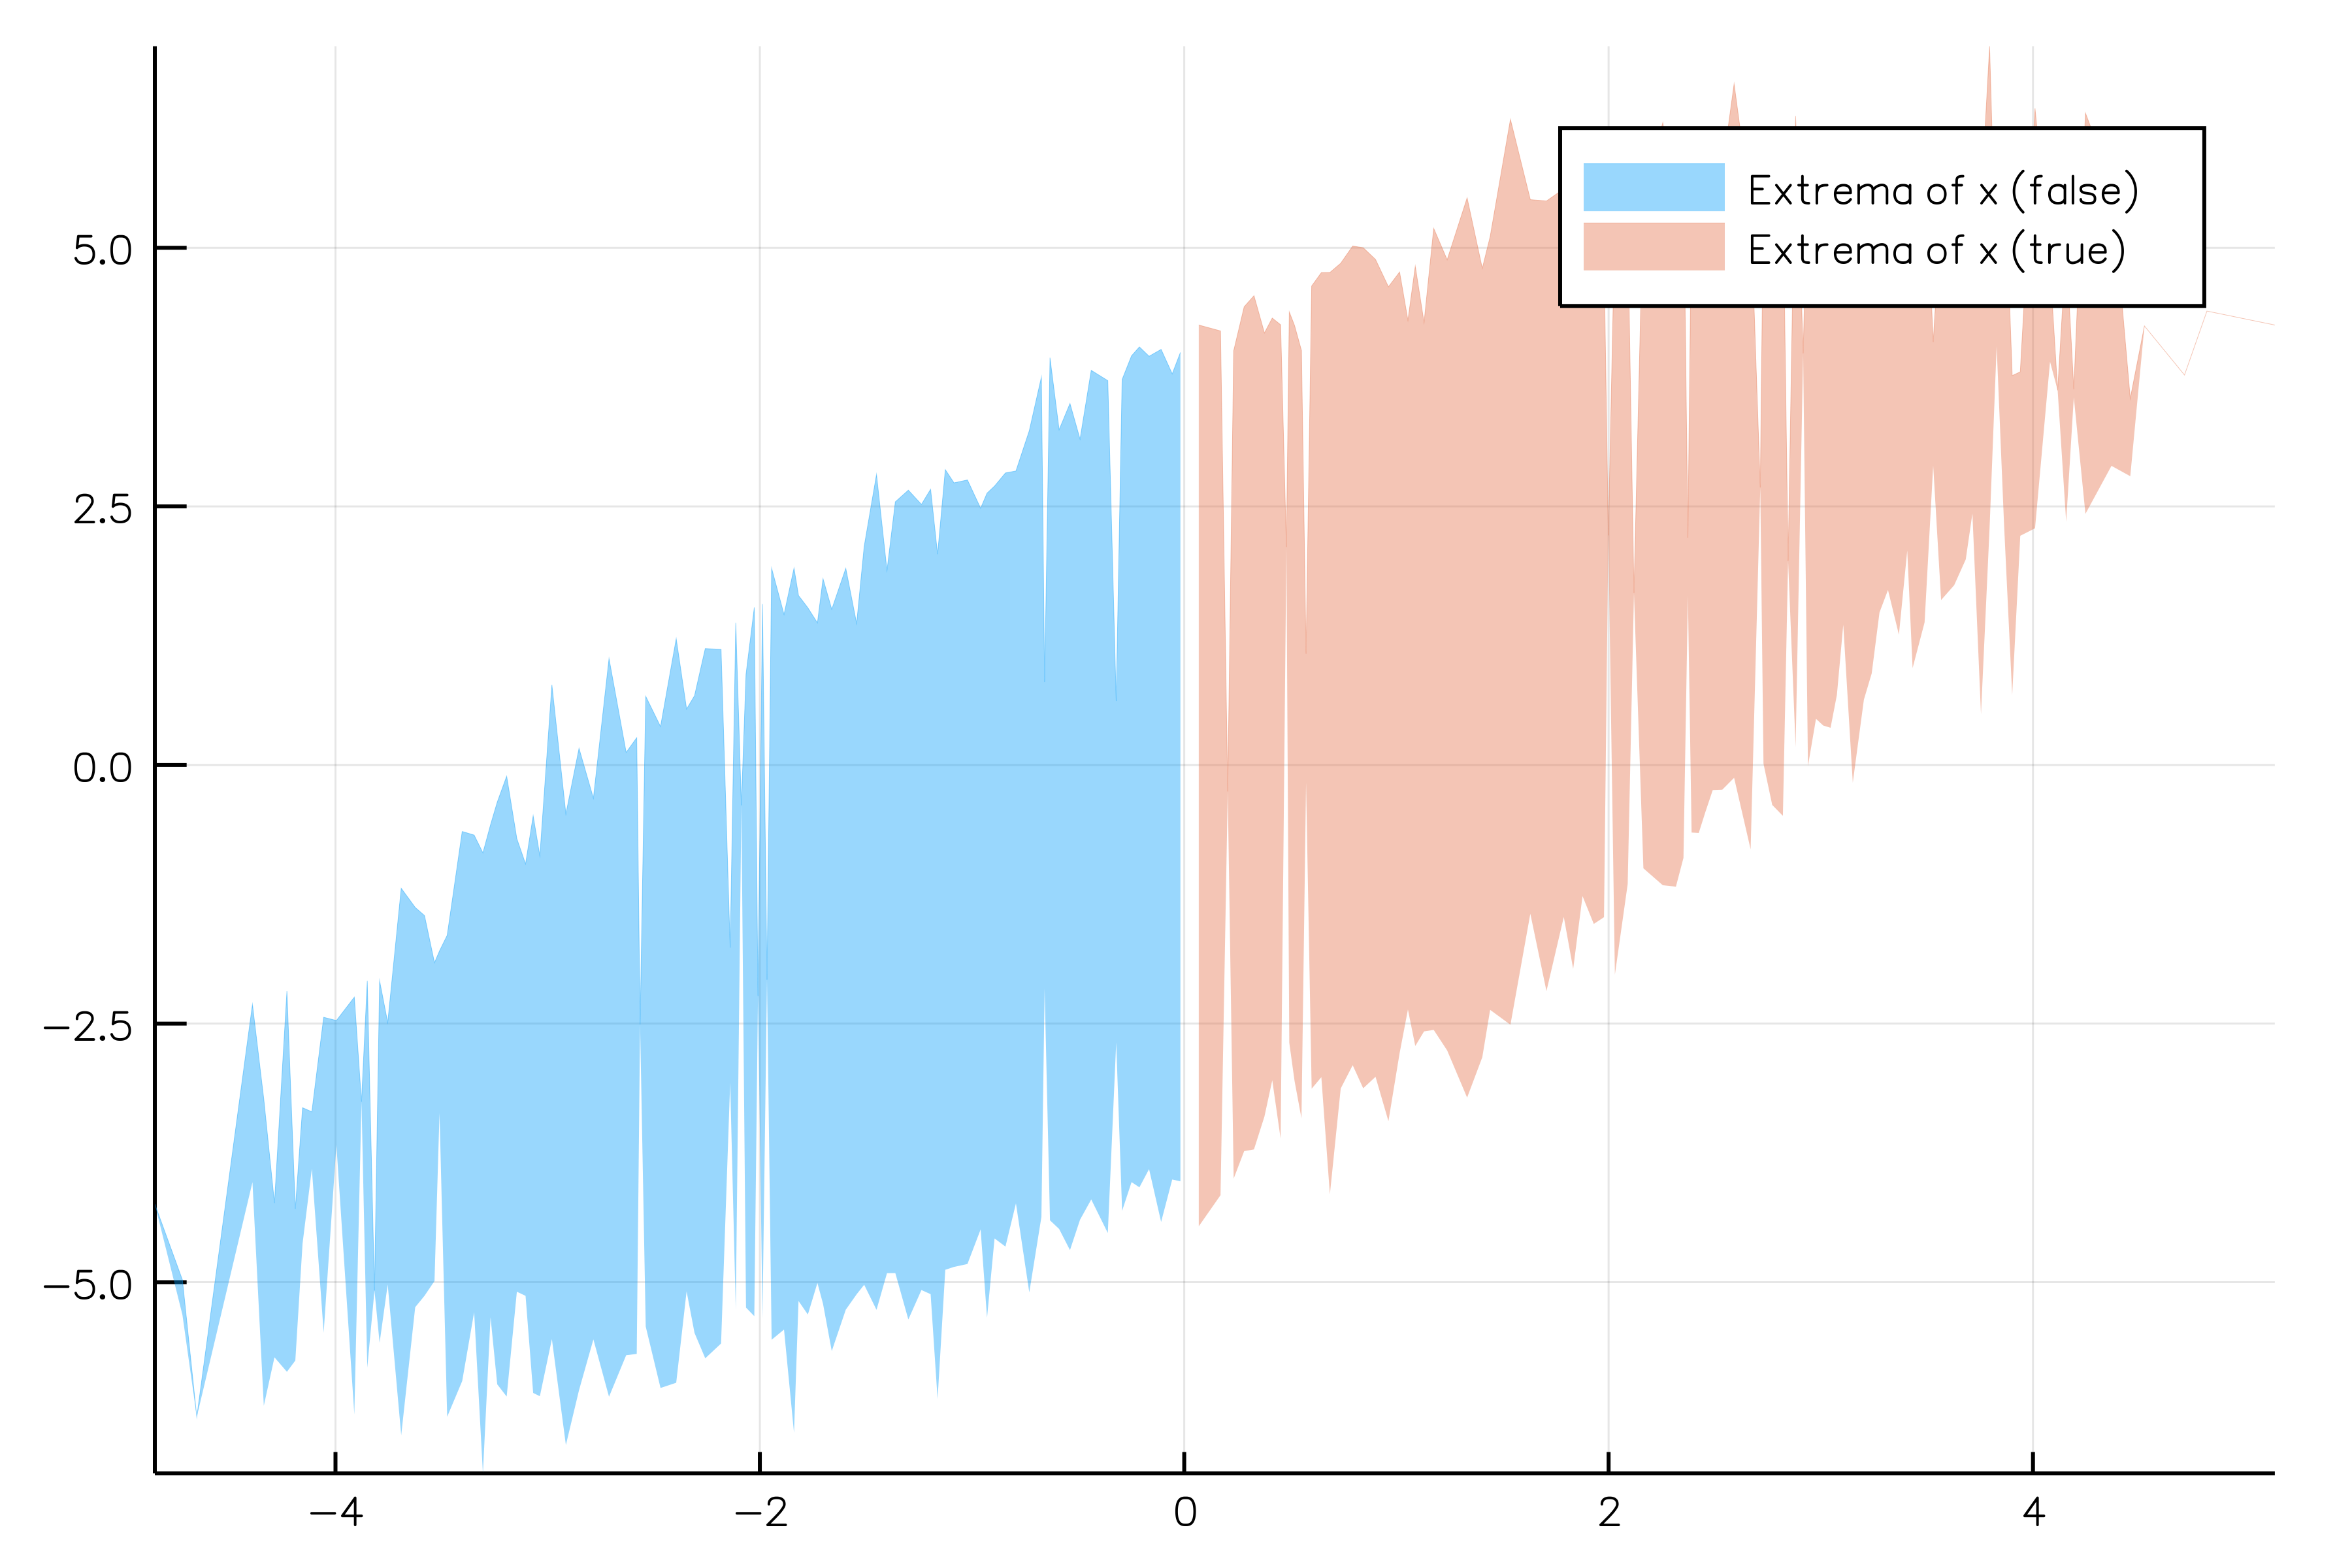 Extrema of x (false)
Extrema of x (true)
5.0
2.5
0.0
−2.5
−5.0
−4 −2 0 2 4